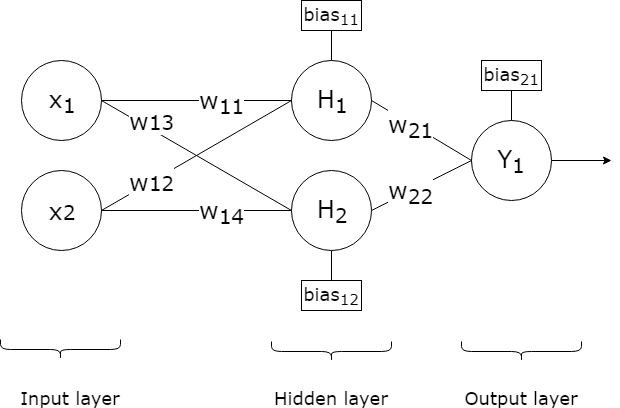 bias₁₁
x₁
W₁₁
H₁
bias₂₁
W13
W₂₁
Y₁
W12
W₂₂
x2
W₁₄
H₂
bias₁₂
Input layer
Hidden layer
Output layer